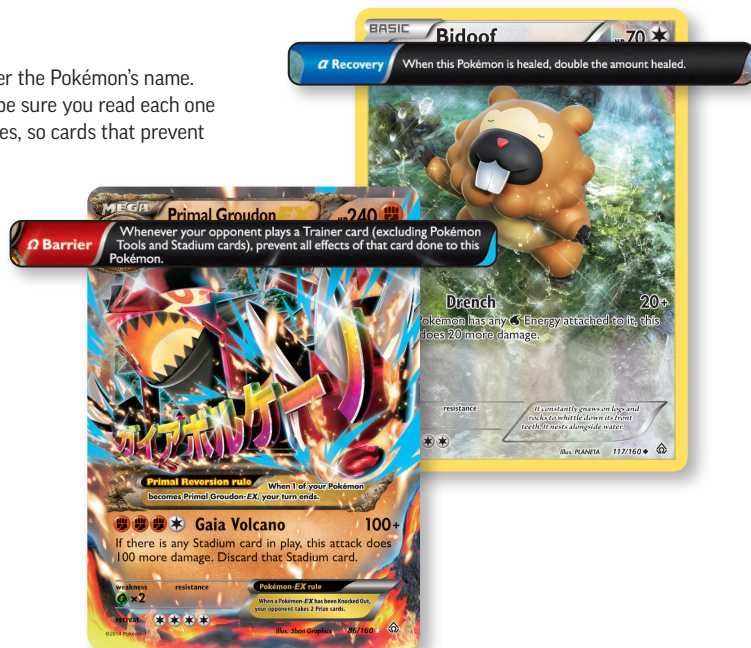 er the Pokémon's name.
be sure you read each one
es, so cards that prevent
BASIC
Bidoof
HP70
α Recovery
When this Pokémon is healed, double the amount healed.
Drench 20+
Pokémon has any Energy attached to it, this
does 20 more damage.
resistance
It constantly gnaws on logs and
rocks to whittle down its front
teeth. It nests alongside water.
Illus. PLANETA 117/160
MEGA
Primal Groudon EX
HP240
Ω Barrier
Whenever your opponent plays a Trainer card (excluding Pokémon
Tools and Stadium cards), prevent all effects of that card done to this
Pokémon.
ガイアボルケーノ
Primal Reversion rule
When 1 of your Pokémon
becomes Primal Groudon-EX, your turn ends.
Gaia Volcano 100+
If there is any Stadium card in play, this attack does
100 more damage. Discard that Stadium card.
weakness resistance
×2
retreat
Pokémon-EX rule
When a Pokémon-EX has been Knocked Out,
your opponent takes 2 Prize cards.
©2014 Pokémon
Illus. 5ban Graphics 86/160